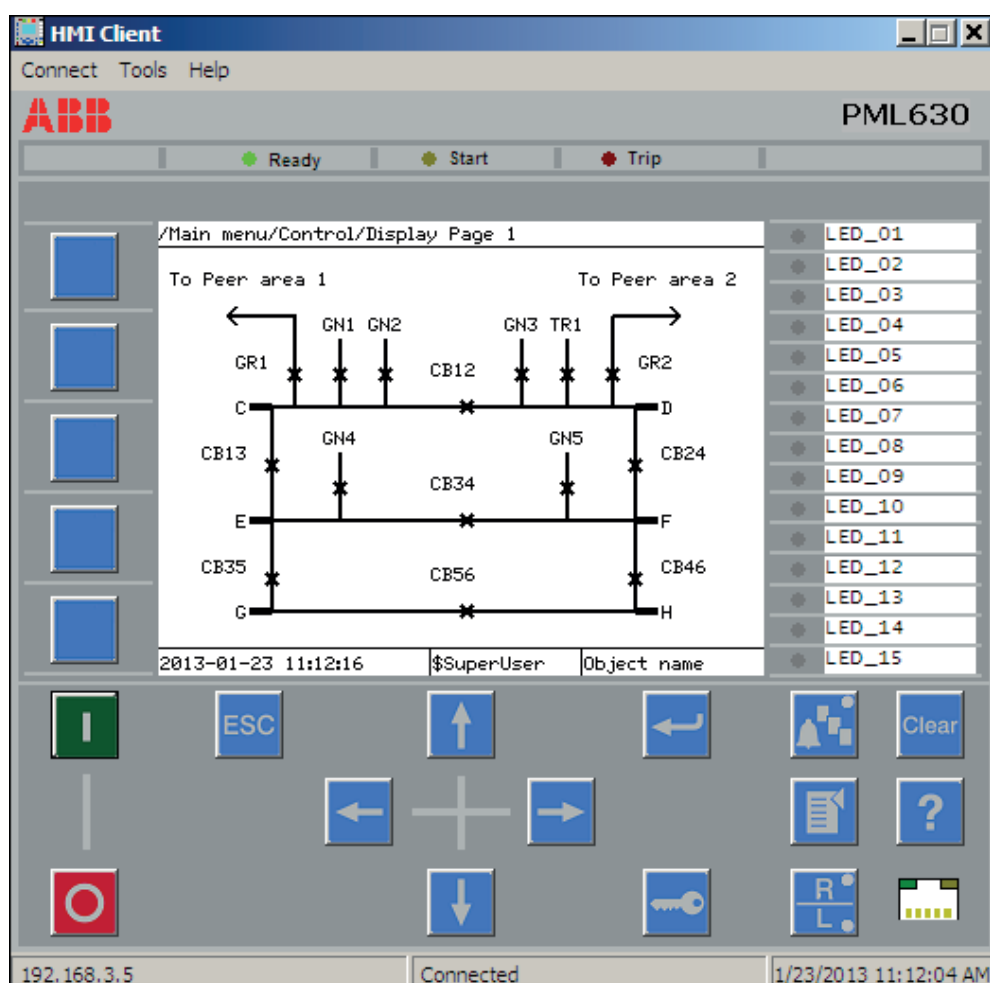 HMI Client
Connect Tools Help
ABB PML630
Ready Start Trip
/Main menu/Control/Display Page 1
To Peer area 1 To Peer area 2
GN1 GN2 GN3 TR1
GR1 CB12 GR2
C D
GN4 GN5
CB13 CB24
CB34
E F
CB35 CB56 CB46
G H
2013-01-23 11:12:16 $SuperUser Object name
LED_01
LED_02
LED_03
LED_04
LED_05
LED_06
LED_07
LED_08
LED_09
LED_10
LED_11
LED_12
LED_13
LED_14
LED_15
I ESC Clear
?
O R
L
192.168.3.5 Connected 1/23/2013 11:12:04 AM